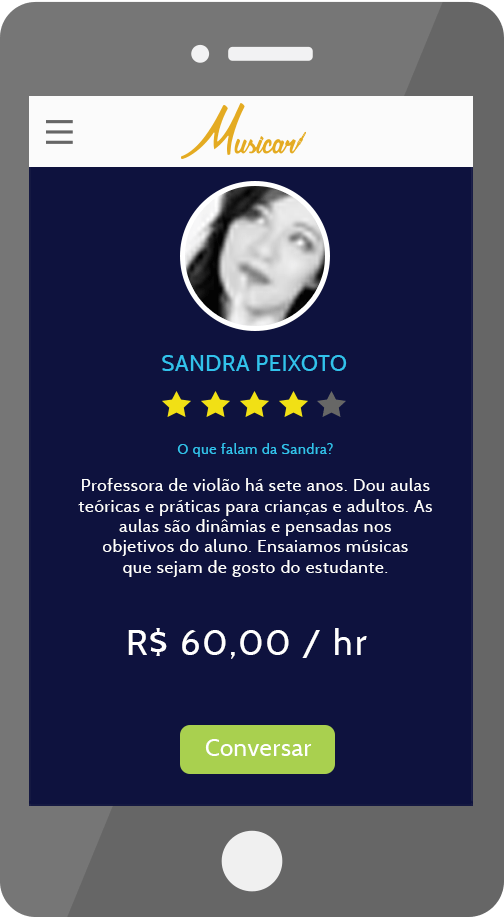 Musicar
SANDRA PEIXOTO
O que falam da Sandra?
Professora de violão há sete anos. Dou aulas
teóricas e práticas para crianças e adultos. As
aulas são dinâmias e pensadas nos
objetivos do aluno. Ensaiamos músicas
que sejam de gosto do estudante.
R$ 60,00 / hr
Conversar